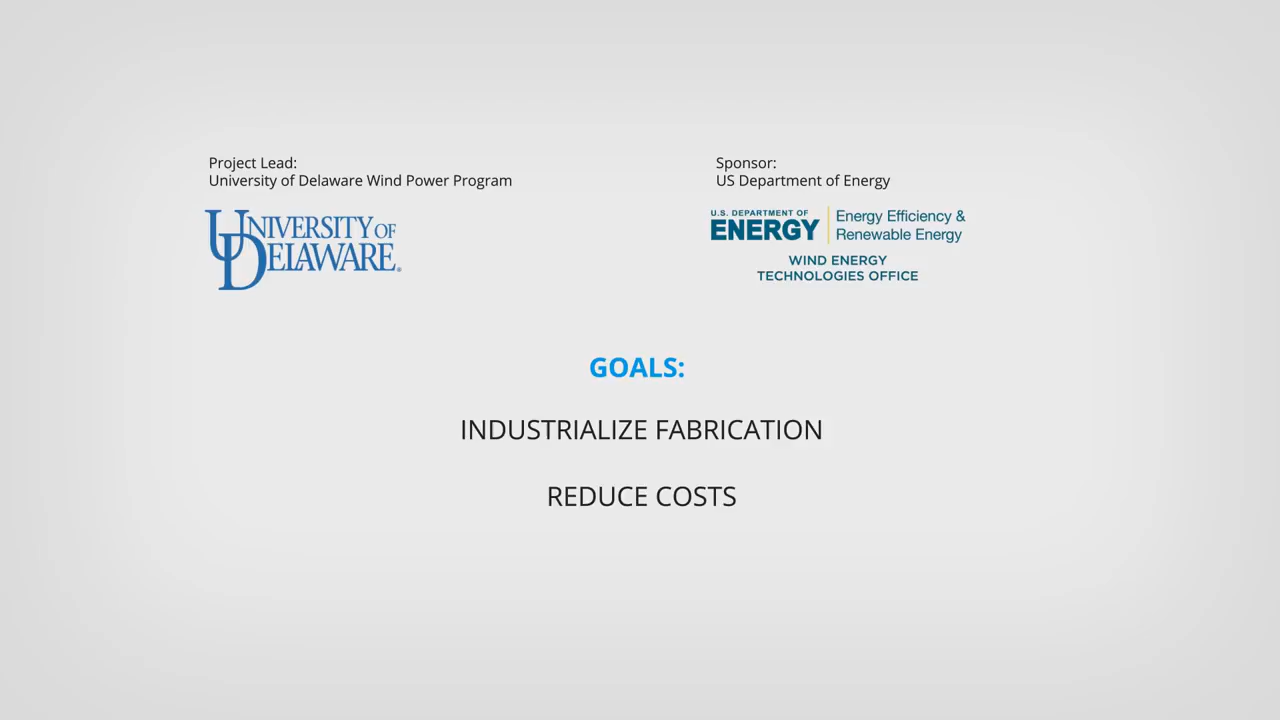 Project Lead:
University of Delaware Wind Power Program
UNIVERSITY OF
DELAWARE®
Sponsor:
US Department of Energy
U.S. DEPARTMENT OF
ENERGY
Energy Efficiency &
Renewable Energy
WIND ENERGY
TECHNOLOGIES OFFICE
GOALS:
INDUSTRIALIZE FABRICATION
REDUCE COSTS